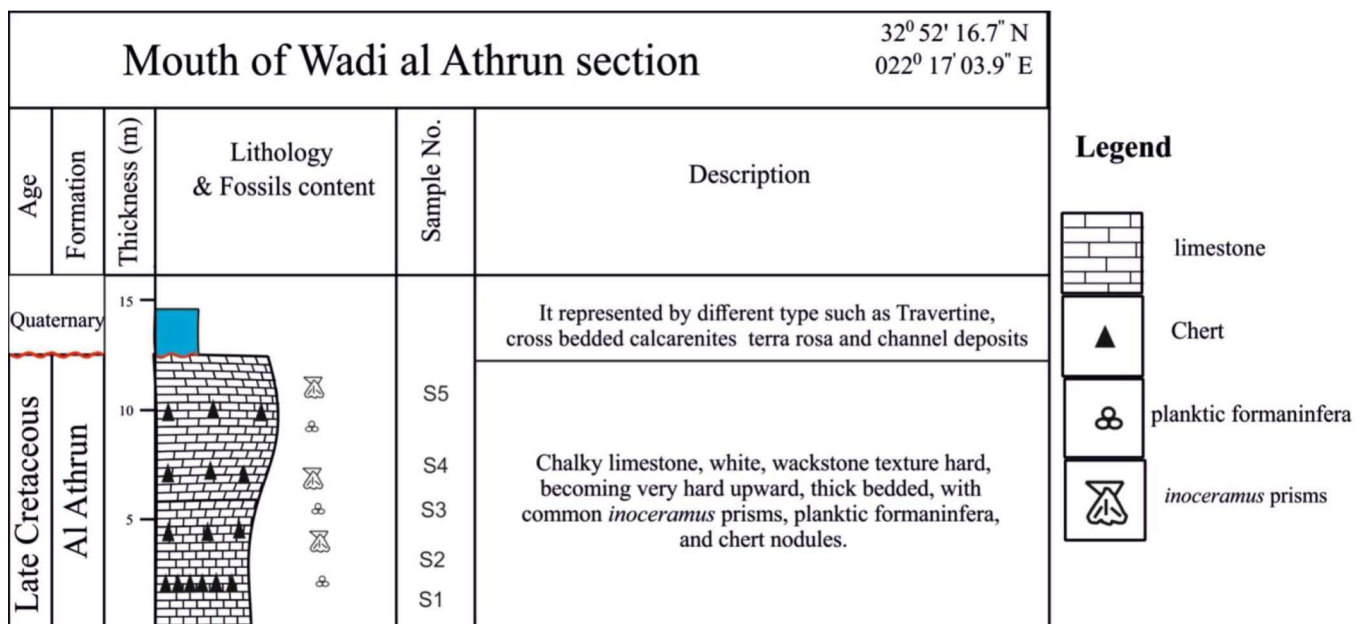 Mouth of Wadi al Athrun section
32⁰ 52' 16.7" N
022⁰ 17' 03.9" E
Age
Formation
Thickness (m)
Lithology
& Fossils content
Sample No.
Description
Quaternary
15
It represented by different type such as Travertine,
cross bedded calcarenites terra rosa and channel deposits
Late Cretaceous
Al Athrun
10
5
S5
S4
S3
S2
S1
Chalky limestone, white, wackstone texture hard,
becoming very hard upward, thick bedded, with
common inoceramus prisms, planktic formaninfera,
and chert nodules.
Legend
limestone
Chert
planktic formaninfera
inoceramus prisms